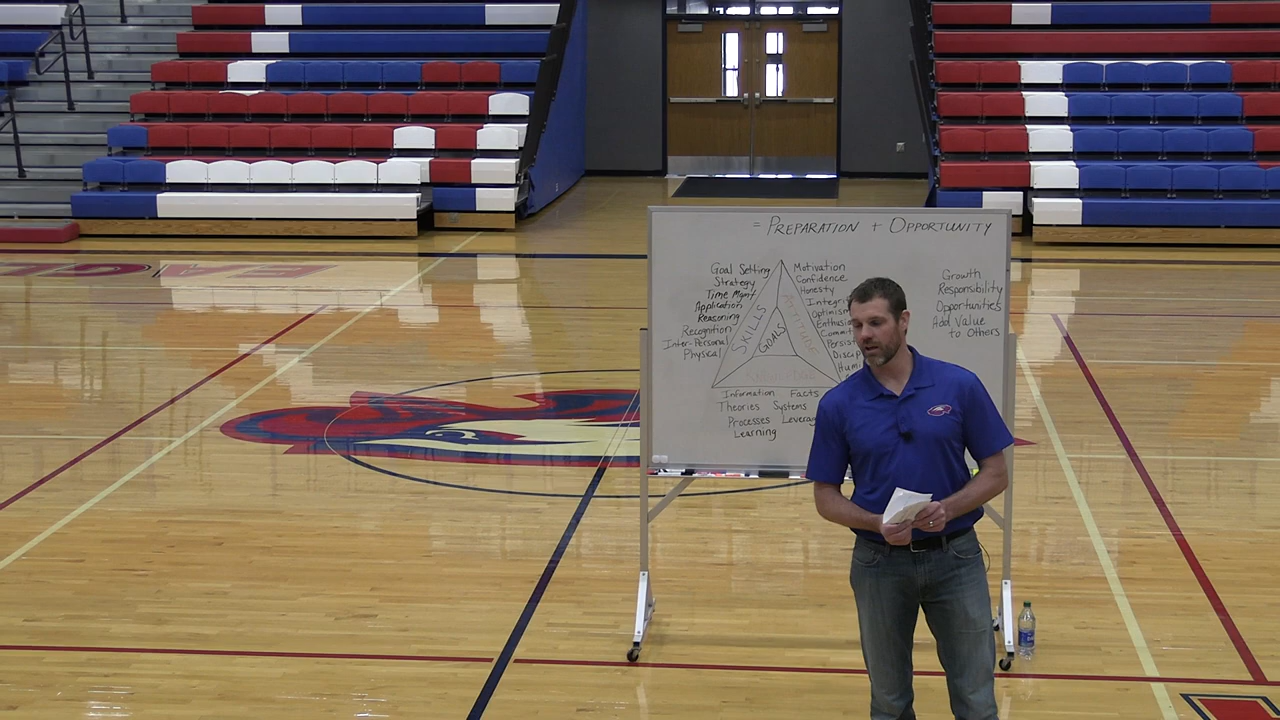 = PREPARATION + OPPORTUNITY
Goal Setting
Strategy
Time Mgmt
Application
Reasoning
Recognition
Inter-Personal
Physical
Motivation
Confidence
Honesty
SKILLS
GOALS
ATTITUDE
Information Facts
Theories Systems
Processes
Learning
Growth
Responsibility
Opportunities
Add Value
to Others